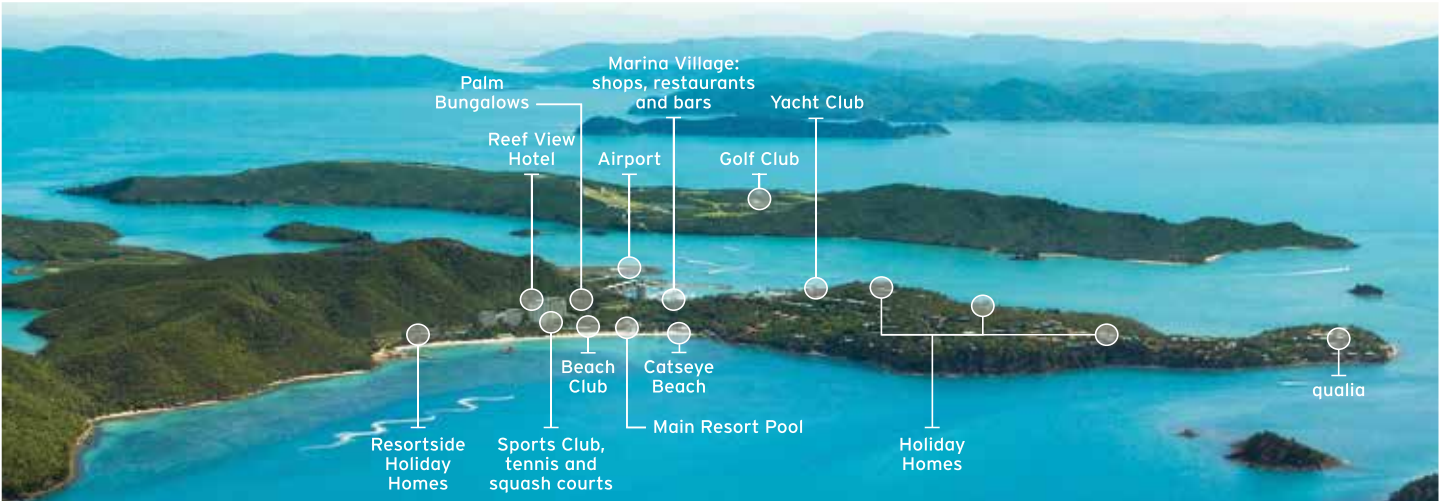 Marina Village:
shops, restaurants
and bars
Palm
Bungalows
Yacht Club
Reef View
Hotel
Airport
Golf Club
Beach
Club
Catseye
Beach
qualia
Main Resort Pool
Resortside
Holiday
Homes
Sports Club,
tennis and
squash courts
Holiday
Homes